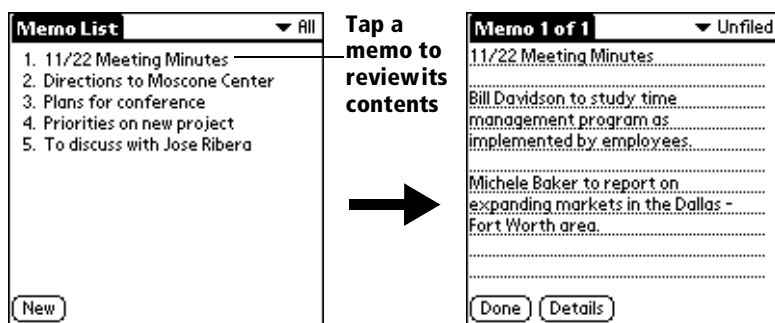 Memo List
All
1. 11/22 Meeting Minutes
2. Directions to Moscone Center
3. Plans for conference
4. Priorities on new project
5. To discuss with Jose Ribera
New
Tap a
memo to
reviewits
contents
Memo 1 of 1
Unfiled
11/22 Meeting Minutes
Bill Davidson to study time
management program as
implemented by employees.
Michele Baker to report on
expanding markets in the Dallas -
Fort Worth area.
Done Details